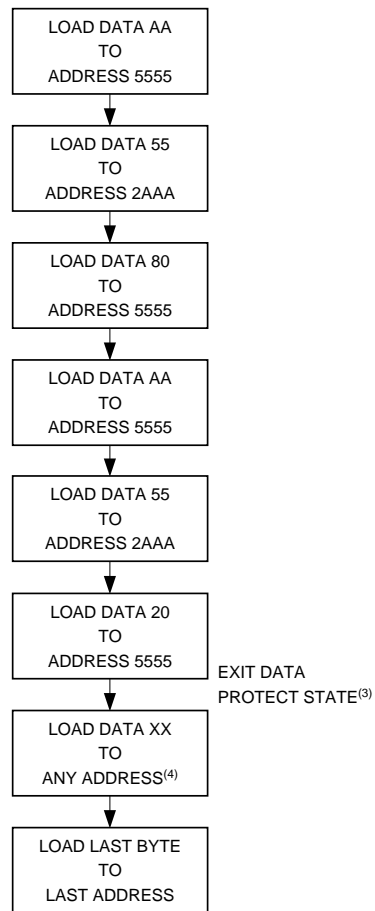 LOAD DATA AA
TO
ADDRESS 5555
LOAD DATA 55
TO
ADDRESS 2AAA
LOAD DATA 80
TO
ADDRESS 5555
LOAD DATA AA
TO
ADDRESS 5555
LOAD DATA 55
TO
ADDRESS 2AAA
LOAD DATA 20
TO
ADDRESS 5555
EXIT DATA
PROTECT STATE(3)
LOAD DATA XX
TO
ANY ADDRESS(4)
LOAD LAST BYTE
TO
LAST ADDRESS